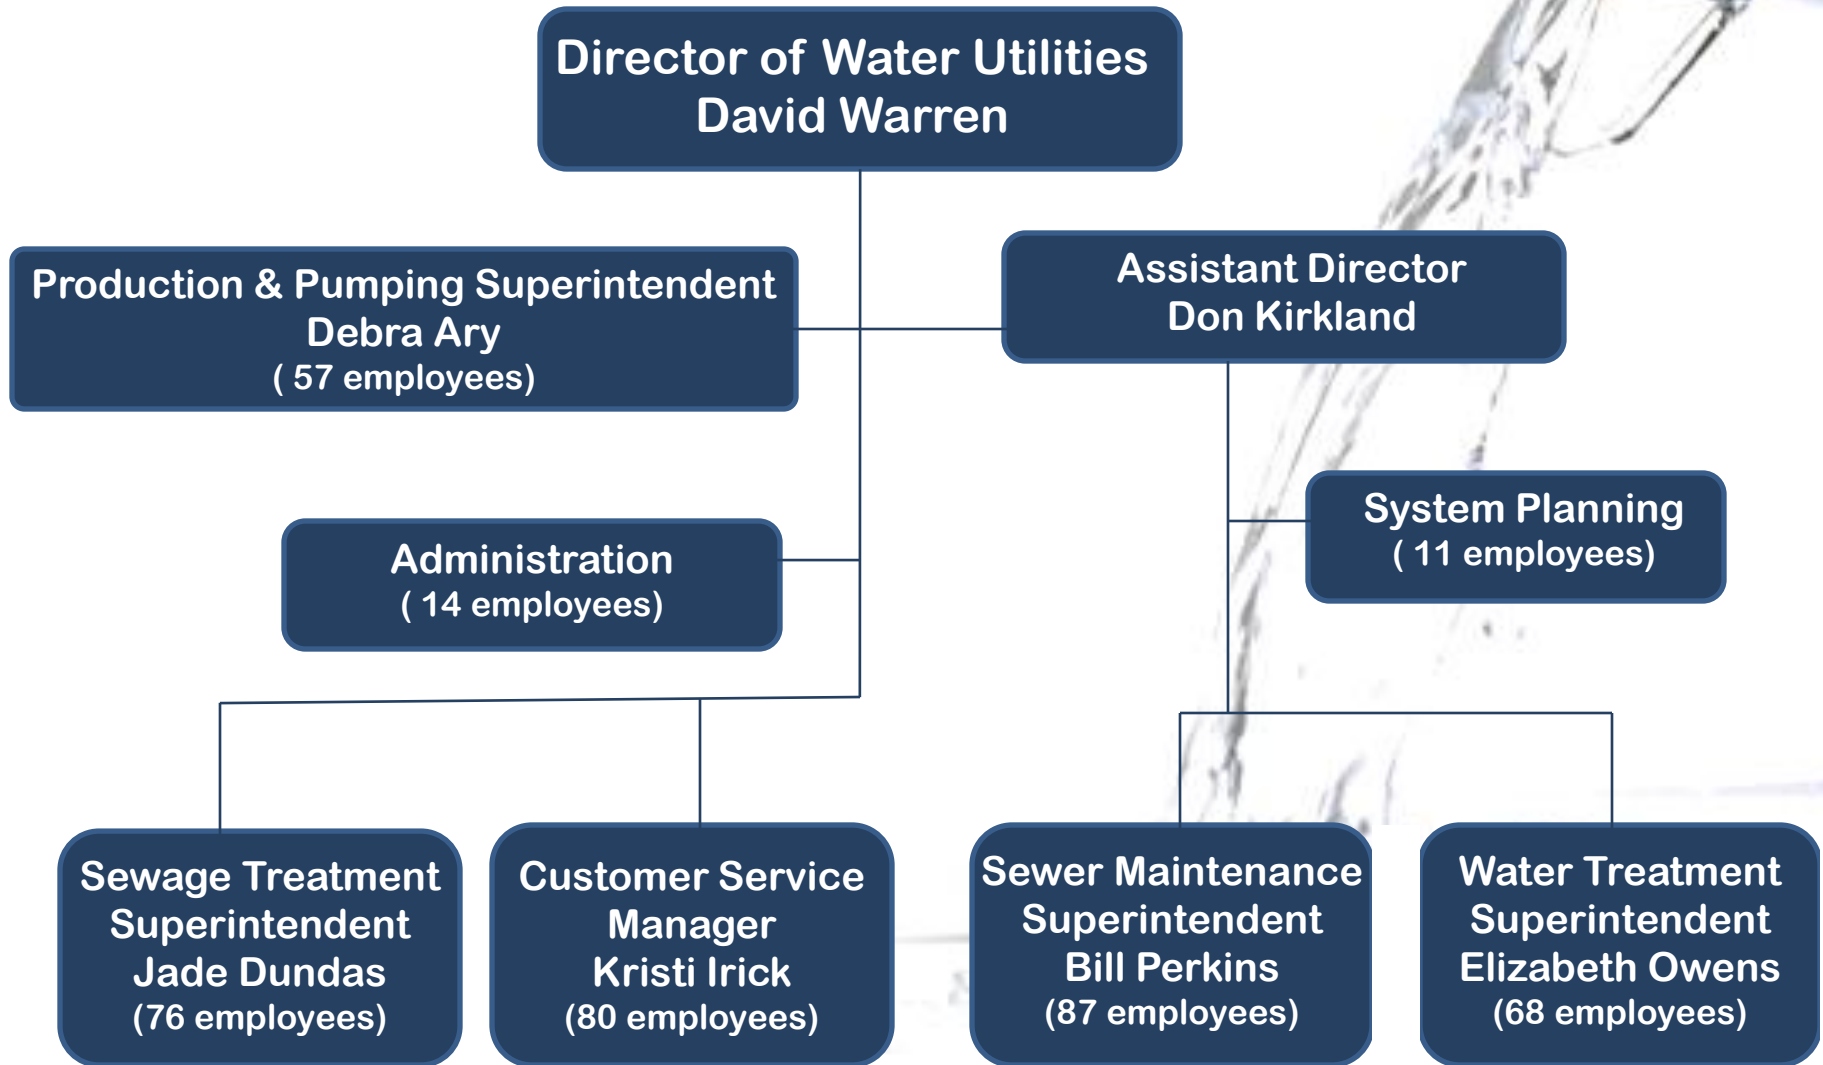 Director of Water Utilities
David Warren
Production & Pumping Superintendent
Debra Ary
( 57 employees)
Assistant Director
Don Kirkland
System Planning
( 11 employees)
Administration
( 14 employees)
Sewage Treatment
Superintendent
Jade Dundas
(76 employees)
Customer Service
Manager
Kristi Irick
(80 employees)
Sewer Maintenance
Superintendent
Bill Perkins
(87 employees)
Water Treatment
Superintendent
Elizabeth Owens
(68 employees)